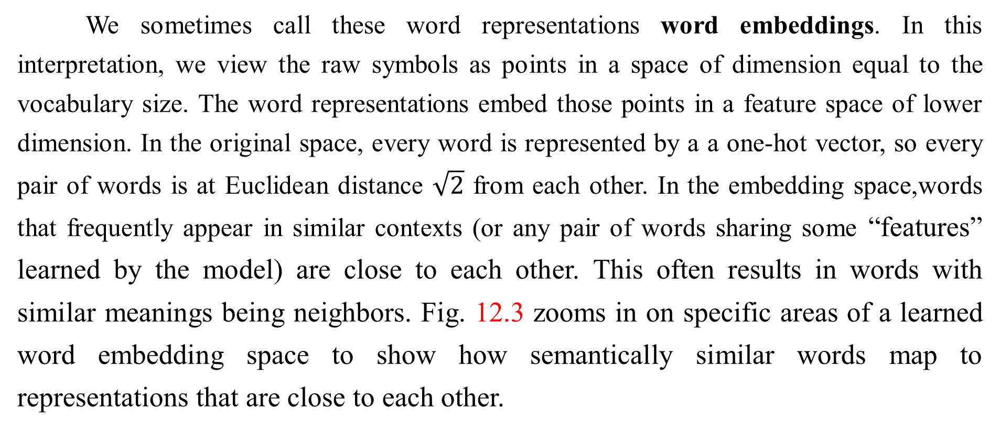 We sometimes call these word representations word embeddings. In this
interpretation, we view the raw symbols as points in a space of dimension equal to the
vocabulary size. The word representations embed those points in a feature space of lower
dimension. In the original space, every word is represented by a a one-hot vector, so every
pair of words is at Euclidean distance √2 from each other. In the embedding space,words
that frequently appear in similar contexts (or any pair of words sharing some “features”
learned by the model) are close to each other. This often results in words with
similar meanings being neighbors. Fig. 12.3 zooms in on specific areas of a learned
word embedding space to show how semantically similar words map to
representations that are close to each other.